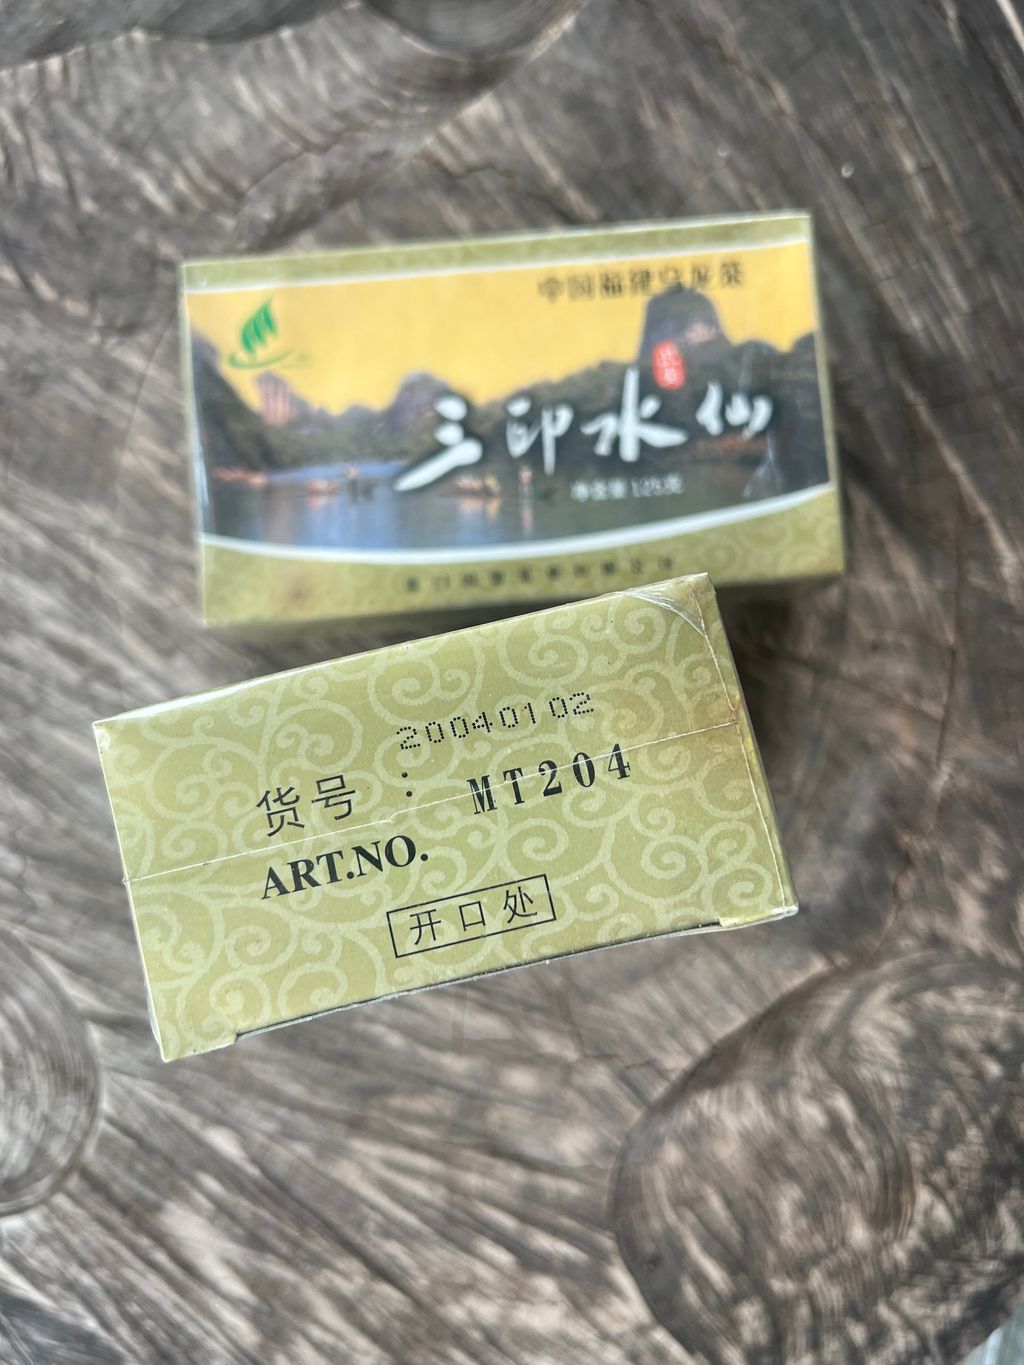 中国福建乌龙茶
三印水仙
净含量 125克
20040102
货号 : MT204
ART.NO.
开口处